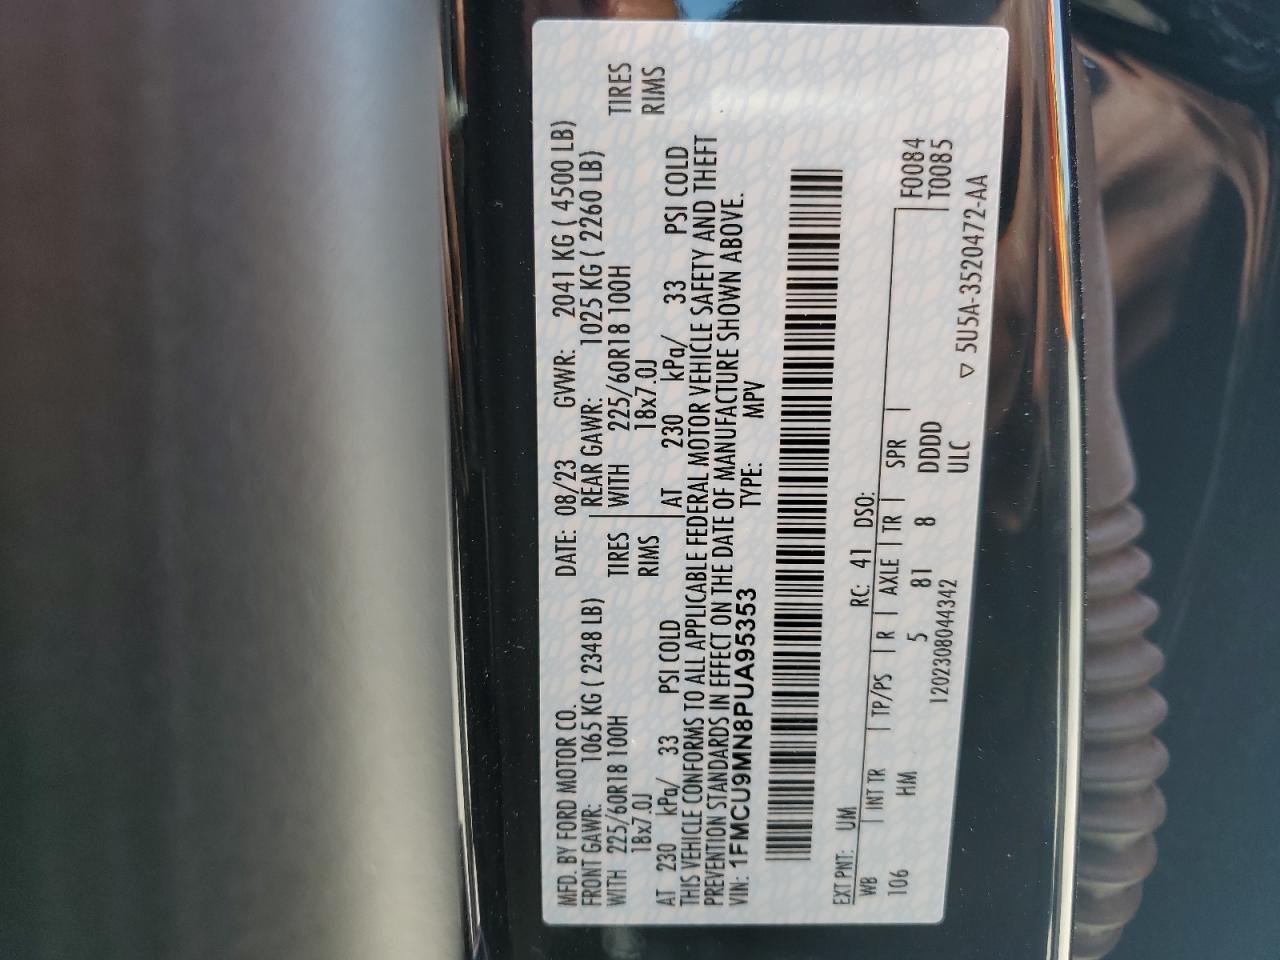 MFD. BY FORD MOTOR CO. DATE: 08/23 GVWR: 2041 KG ( 4500 LB)
FRONT GAWR: 1065 KG ( 2348 LB) REAR GAWR: 1025 KG ( 2260 LB)
WITH 225/60R18 100H TIRES WITH 225/60R18 100H TIRES
18x7.0J RIMS 18x7.0J RIMS
AT 230 kPa/ 33 PSI COLD AT 230 kPa/ 33 PSI COLD
THIS VEHICLE CONFORMS TO ALL APPLICABLE FEDERAL MOTOR VEHICLE SAFETY AND THEFT
PREVENTION STANDARDS IN EFFECT ON THE DATE OF MANUFACTURE SHOWN ABOVE.
VIN: 1FMCU9MN8PUA95353 TYPE: MPV
EXT PNT: UM RC: 41 DSO:
WB INT TR TP/PS R AXLE TR SPR F0084
106 HM 5 81 8 DDDD T0085
1202308044342 ULC
▽ 5U5A-3520472-AA